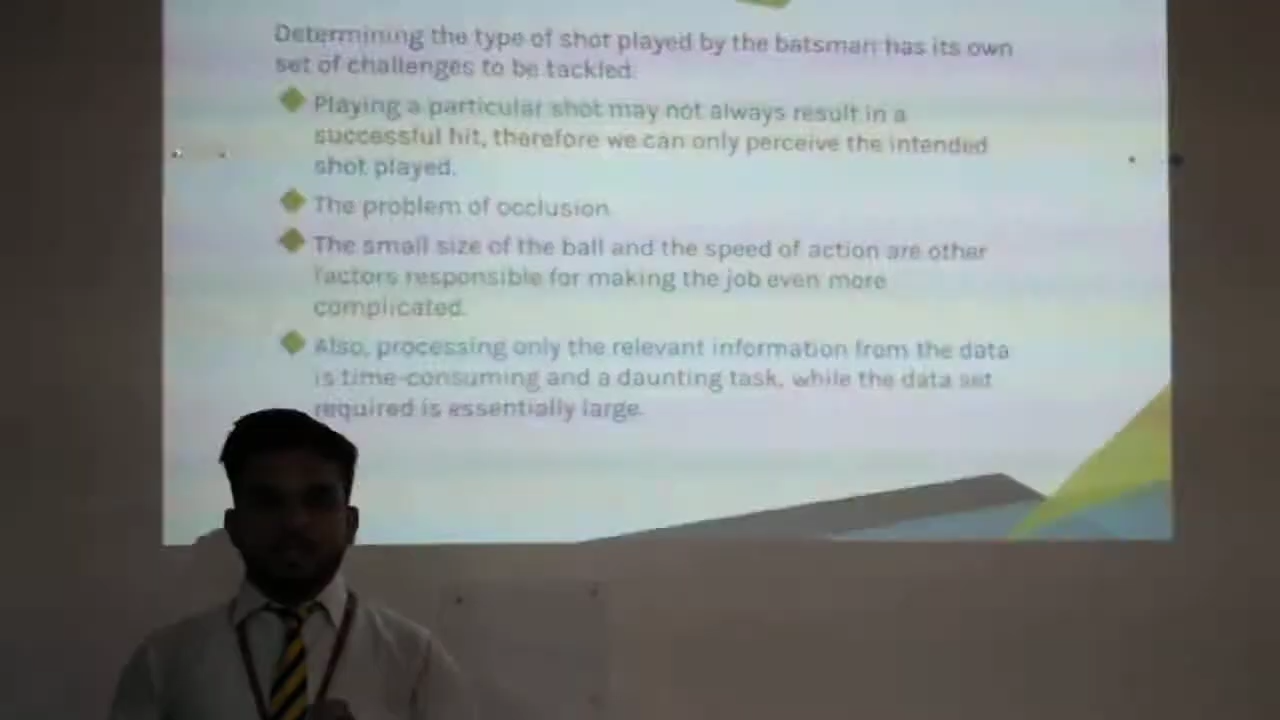 Determining the type of shot played by the batsman has its own
set of challenges to be tackled:
Playing a particular shot may not always result in a
successful hit, therefore we can only perceive the intended
shot played.
The problem of occlusion.
The small size of the ball and the speed of action are other
factors responsible for making the job even more
complicated.
Also, processing only the relevant information from the data
is time-consuming and a daunting task, while the data set
required is essentially large.